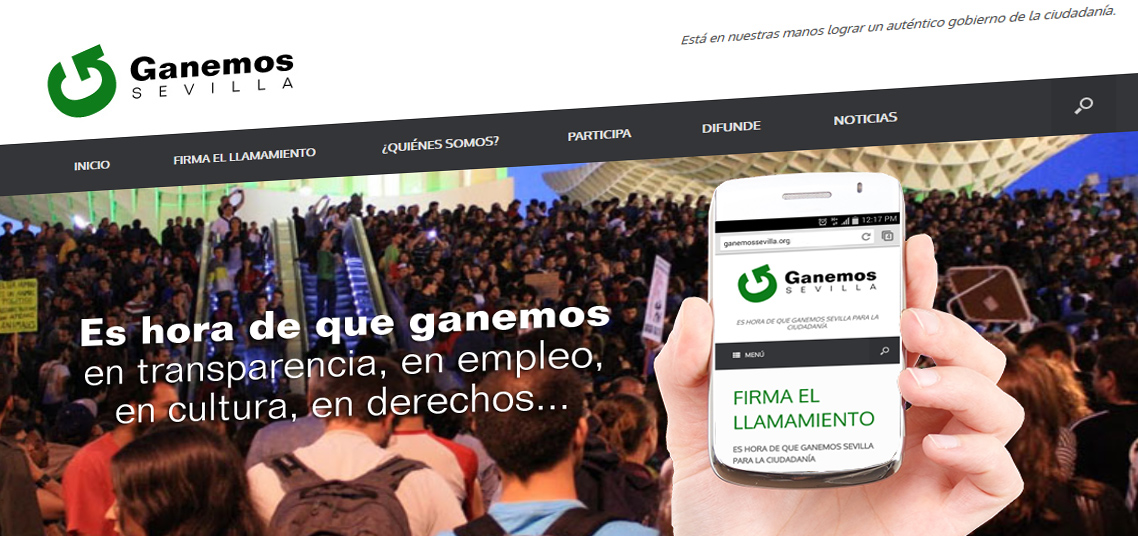 Está en nuestras manos lograr un auténtico gobierno de la ciudadanía.
Ganemos
SEVILLA
INICIO
FIRMA EL LLAMAMIENTO
¿QUIÉNES SOMOS?
PARTICIPA
DIFUNDE
NOTICIAS
Es hora de que ganemos
en transparencia, en empleo,
en cultura, en derechos...
12:17 PM
ganemossevilla.org
Ganemos
SEVILLA
ES HORA DE QUE GANEMOS SEVILLA PARA LA
CIUDADANÍA
MENÚ
FIRMA EL
LLAMAMIENTO
ES HORA DE QUE GANEMOS SEVILLA
PARA LA CIUDADANÍA